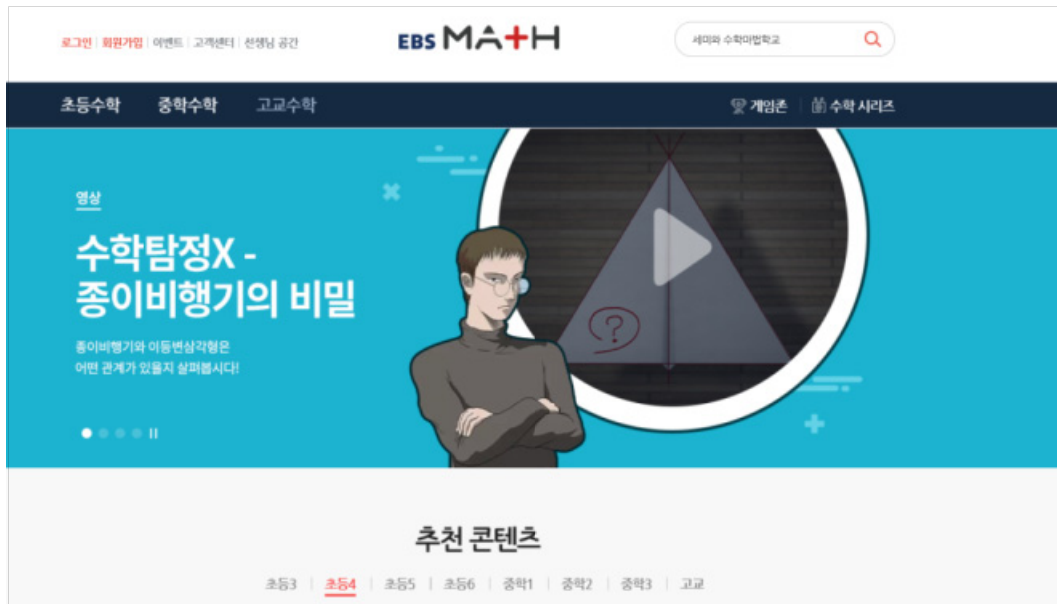 로그인 | 회원가입 | 이벤트 | 고객센터 | 선생님 공간
EBS MATH
세미와 수학마법학교
초등수학 중학수학 고교수학
게임존 수학 시리즈
영상
수학탐정X -
종이비행기의 비밀
종이비행기와 이등변삼각형은
어떤 관계가 있을지 살펴봅시다!
?
추천 콘텐츠
초등3 | 초등4 | 초등5 | 초등6 | 중학1 | 중학2 | 중학3 | 고교